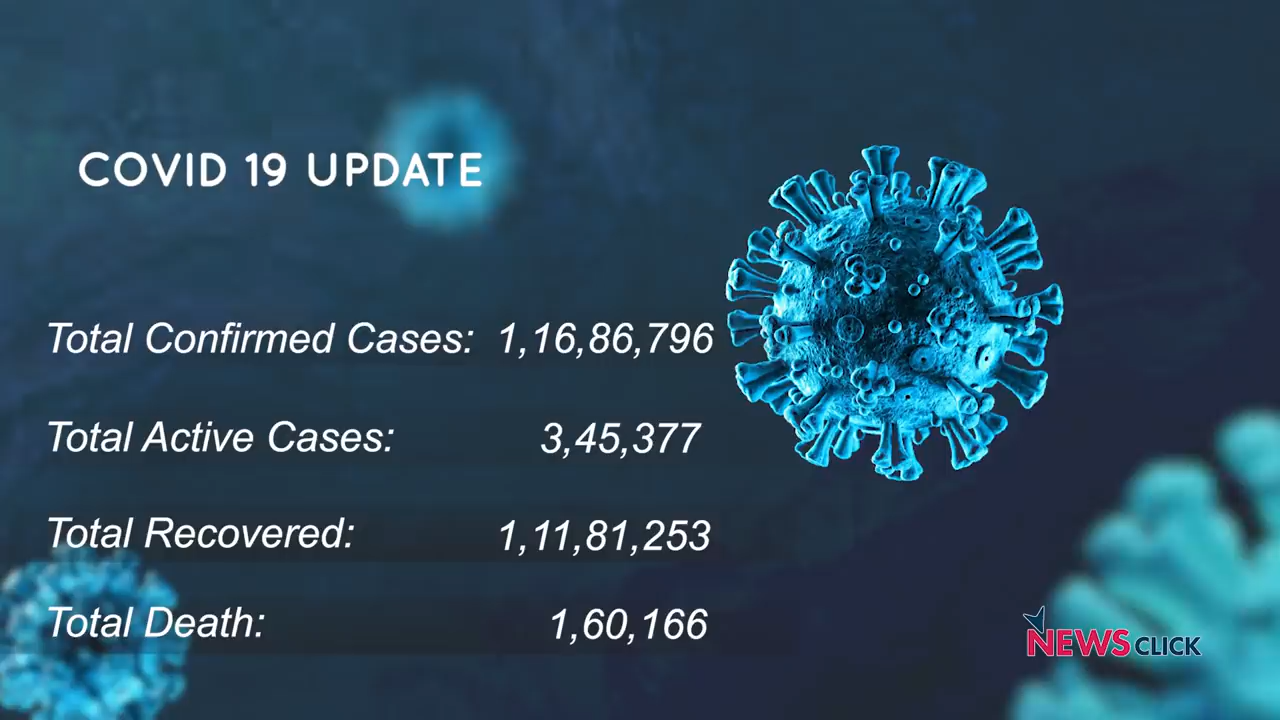 COVID 19 UPDATE
Total Confirmed Cases: 1,16,86,796
Total Active Cases: 3,45,377
Total Recovered: 1,11,81,253
Total Death: 1,60,166
NEWSCLICK